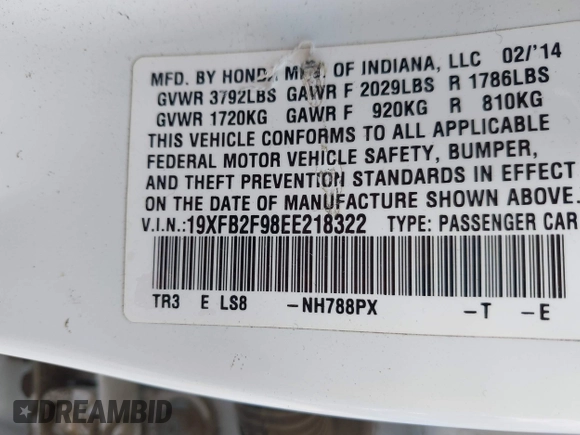 MFD. BY HONDA MFG. OF INDIANA, LLC 02/'14
GVWR 3792LBS GAWR F 2029LBS R 1786LBS
GVWR 1720KG GAWR F 920KG R 810KG
THIS VEHICLE CONFORMS TO ALL APPLICABLE
FEDERAL MOTOR VEHICLE SAFETY, BUMPER,
AND THEFT PREVENTION STANDARDS IN EFFECT
ON THE DATE OF MANUFACTURE SHOWN ABOVE.
V.I.N.:19XFB2F98EE218322 TYPE: PASSENGER CAR
TR3 E LS8 -NH788PX -T -E
DREAMBID